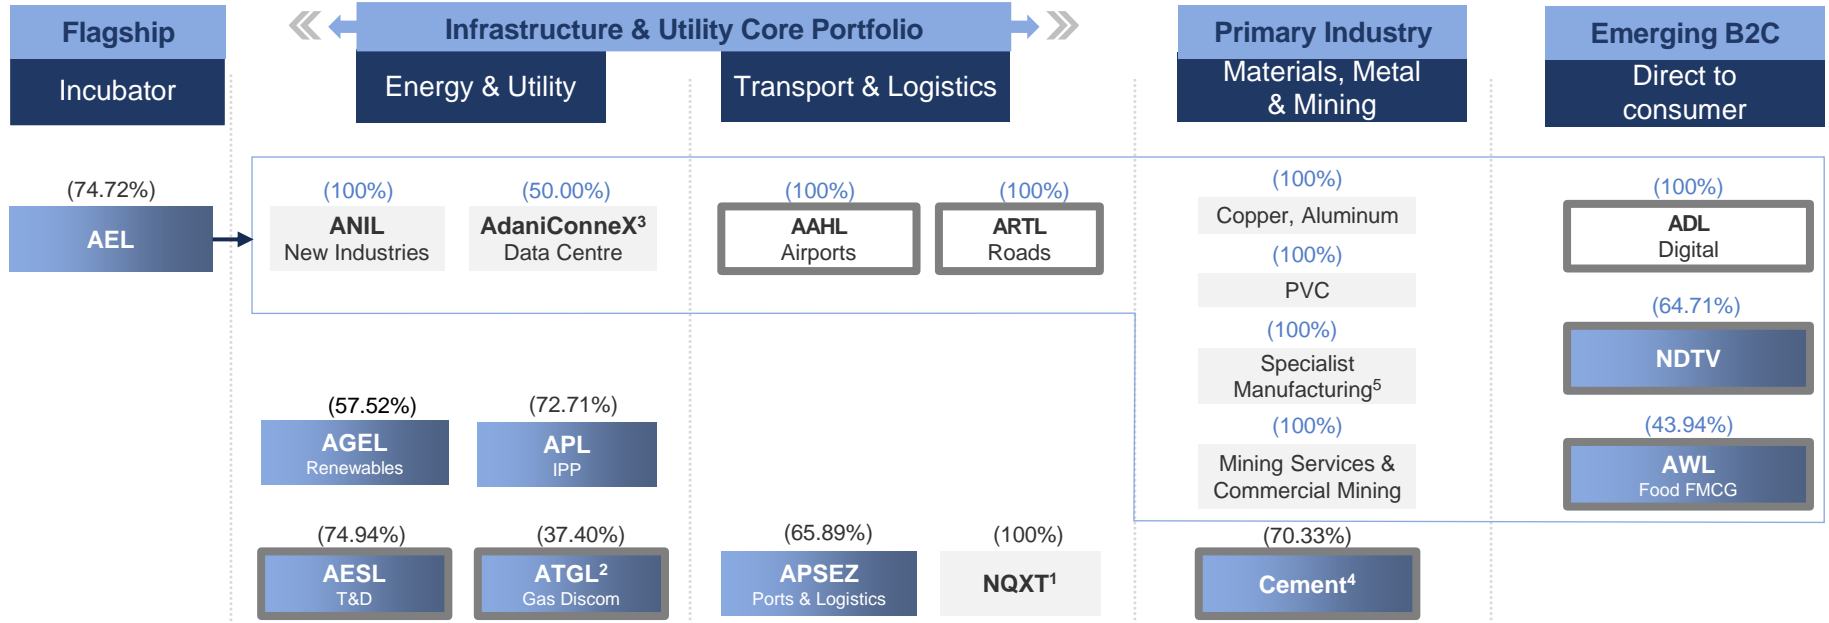 Flagship
Incubator
Infrastructure & Utility Core Portfolio
Energy & Utility
Transport & Logistics
Primary Industry
Materials, Metal
& Mining
Emerging B2C
Direct to
consumer
(74.72%)
AEL
(100%)
ANIL
New Industries
(50.00%)
AdaniConneX³
Data Centre
(100%)
AAHL
Airports
(100%)
ARTL
Roads
(100%)
Copper, Aluminum
(100%)
PVC
(100%)
Specialist
Manufacturing⁵
(100%)
Mining Services &
Commercial Mining
(100%)
ADL
Digital
(64.71%)
NDTV
(43.94%)
AWL
Food FMCG
(57.52%)
AGEL
Renewables
(72.71%)
APL
IPP
(74.94%)
AESL
T&D
(37.40%)
ATGL²
Gas Discom
(65.89%)
APSEZ
Ports & Logistics
(100%)
NQXT¹
(70.33%)
Cement⁴